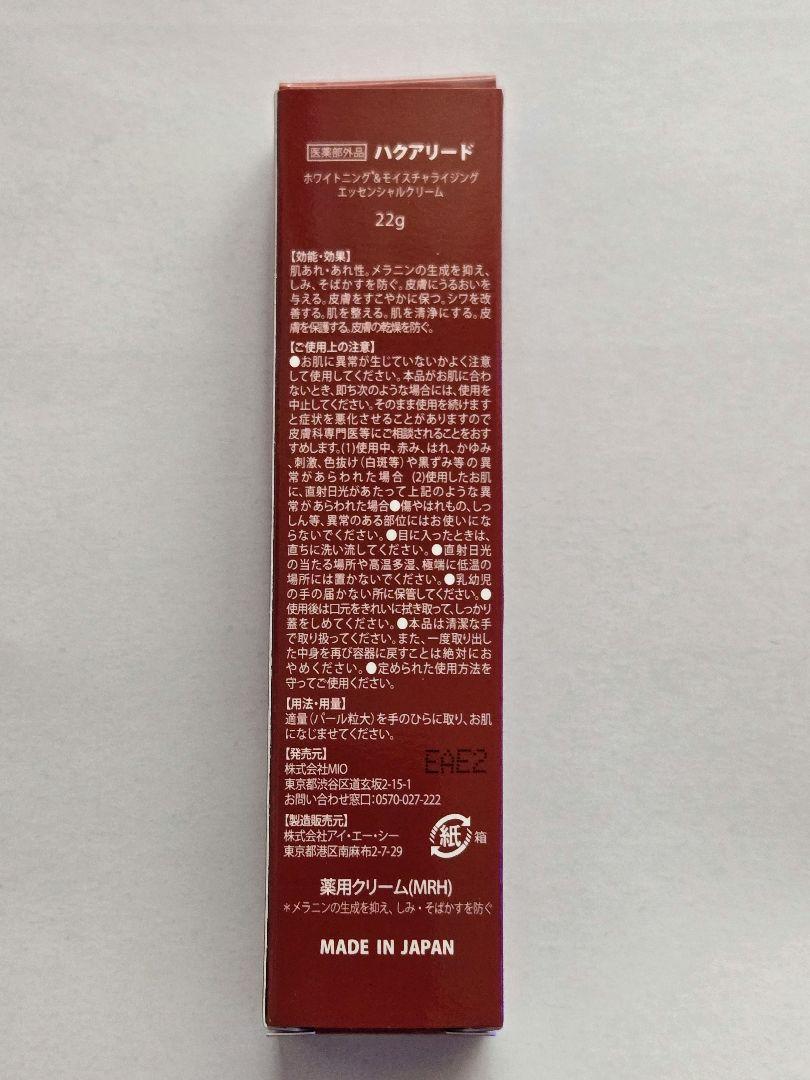 医薬部外品 ハクアリード
ホワイトニング*&モイスチャライジング
エッセンシャルクリーム
22g
【効能・効果】
肌あれ・あれ性。メラニンの生成を抑え、
しみ、そばかすを防ぐ。皮膚にうるおいを
与える。皮膚をすこやかに保つ。シワを改
善する。肌を整える。肌を清浄にする。皮
膚を保護する。皮膚の乾燥を防ぐ。
【ご使用上の注意】
●お肌に異常が生じていないかよく注意
して使用してください。本品がお肌に合わ
ないとき、即ち次のような場合には、使用を
中止してください。そのまま使用を続けます
と症状を悪化させることがありますので
皮膚科専門医等にご相談されることをおす
すめします。(1)使用中、赤み、はれ、かゆみ
、刺激、色抜け(白斑等)や黒ずみ等の異
常があらわれた場合 (2)使用したお肌
に、直射日光があたって上記のような異
常があらわれた場合●傷やはれもの、しっ
しん等、異常のある部位にはお使いにな
らないでください。●目に入ったときは、
直ちに洗い流してください。●直射日光
の当たる場所や高温多湿、極端に低温の
場所には置かないでください。●乳幼児
の手の届かない所に保管してください。●
使用後は口元をきれいに拭き取って、しっかり
蓋をしめてください。●本品は清潔な手
で取り扱ってください。また、一度取り出し
た中身を再び容器に戻すことは絶対にお
やめください。●定められた使用方法を
守ってご使用ください。
【用法・用量】
適量(パール粒大)を手のひらに取り、お肌
になじませてください。
【発売元】
株式会社MIO
東京都渋谷区道玄坂2-15-1
お問い合わせ窓口:0570-027-222
EAE2
【製造販売元】
株式会社アイ・エー・シー
東京都港区南麻布2-7-29
紙 箱
薬用クリーム(MRH)
*メラニンの生成を抑え、しみ・そばかすを防ぐ
MADE IN JAPAN